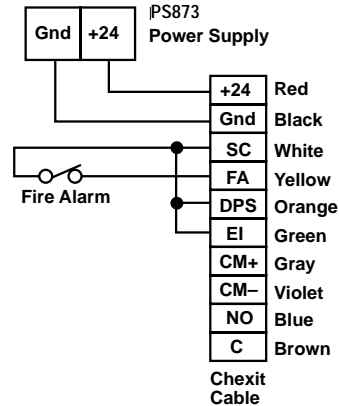 PS873
Power Supply
Gnd +24
+24 Red
Gnd Black
SC White
FA Yellow
Fire Alarm
DPS Orange
EI Green
CM+ Gray
CM– Violet
NO Blue
C Brown
Chexit
Cable